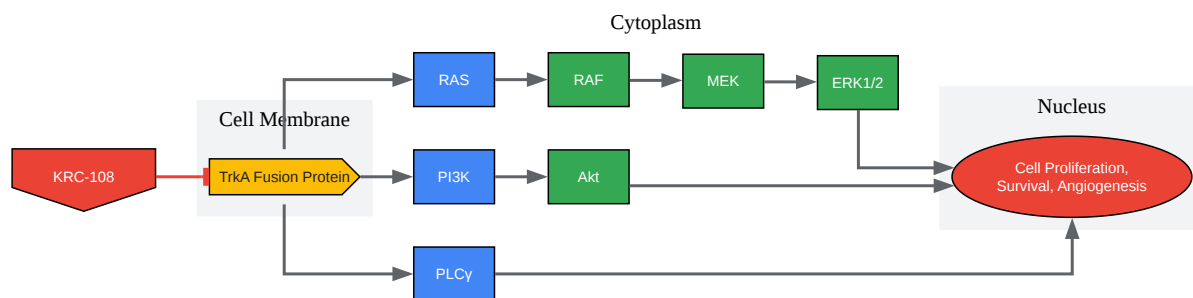 Cytoplasm
RAS
RAF
MEK
ERK1/2
Cell Membrane
Nucleus
KRC-108
TrkA Fusion Protein
PI3K
Akt
Cell Proliferation,
Survival, Angiogenesis
PLCγ